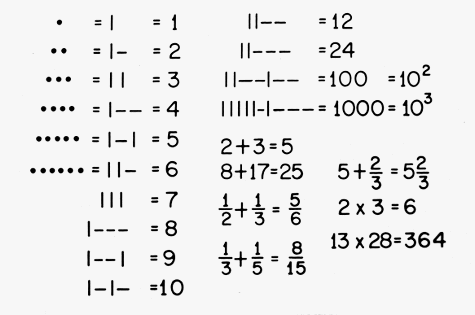 • = | = 1
•• = |- = 2
••• = || = 3
•••• = |-- = 4
••••• = |-| = 5
•••••• = ||- = 6
||| = 7
|--- = 8
|--| = 9
|-|- =10
||-- =12
||--- =24
||--|-- =100 =10²
|||||-|--- = 1000 = 10³
2+3=5
8+17=25
1/2 + 1/3 = 5/6
1/3 + 1/5 = 8/15
5+2/3 = 5 2/3
2 x 3 = 6
13 x 28=364